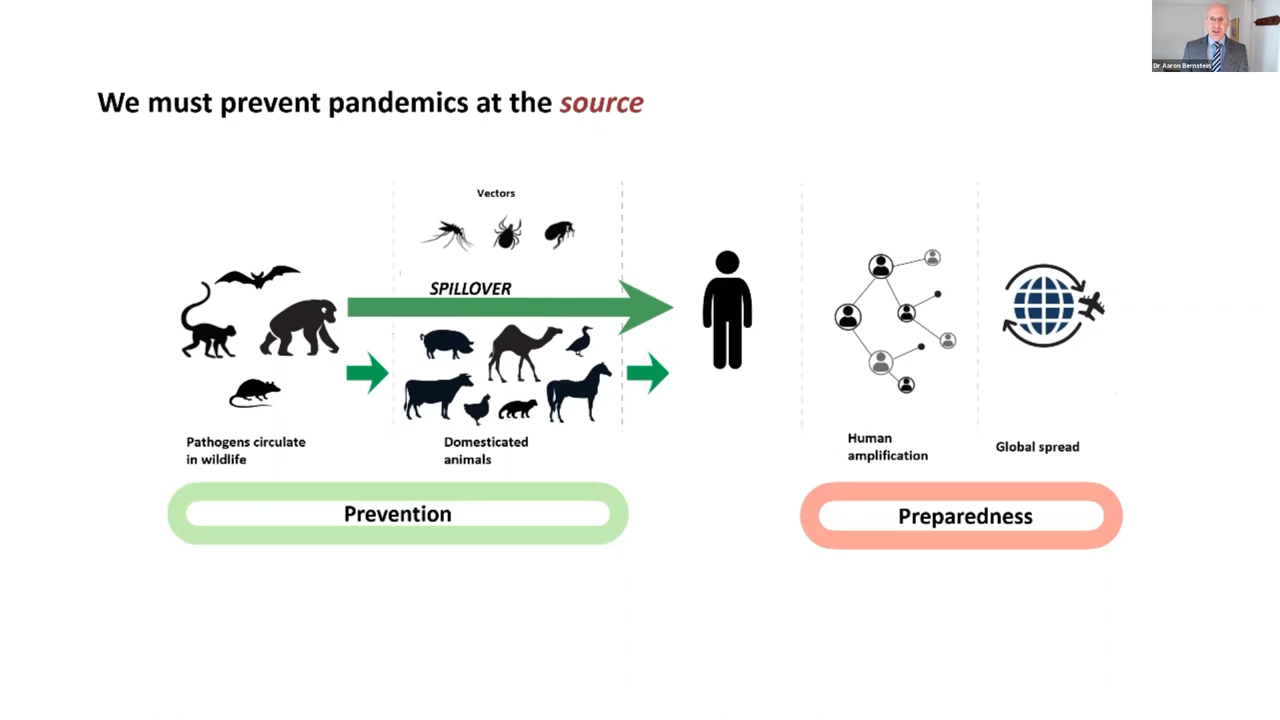 Dr Aaron Bernstein
We must prevent pandemics at the source
Vectors
SPILLOVER
Pathogens circulate
in wildlife
Domesticated
animals
Human
amplification
Global spread
Prevention
Preparedness